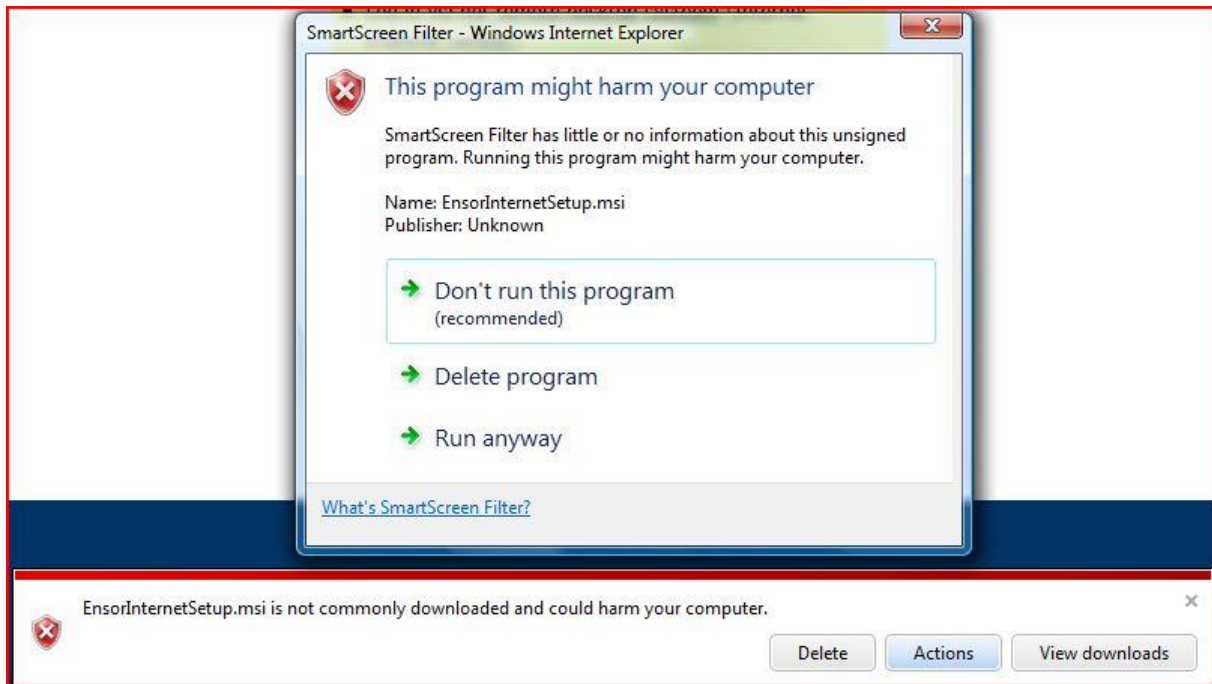 SmartScreen Filter - Windows Internet Explorer
This program might harm your computer
SmartScreen Filter has little or no information about this unsigned
program. Running this program might harm your computer.
Name: EnsorInternetSetup.msi
Publisher: Unknown
Don't run this program
(recommended)
Delete program
Run anyway
What's SmartScreen Filter?
EnsorInternetSetup.msi is not commonly downloaded and could harm your computer.
Delete
Actions
View downloads